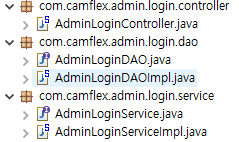 com.camflex.admin.login.controller
AdminLoginController.java
com.camflex.admin.login.dao
AdminLoginDAO.java
AdminLoginDAOImpl.java
com.camflex.admin.login.service
AdminLoginService.java
AdminLoginServiceImpl.java